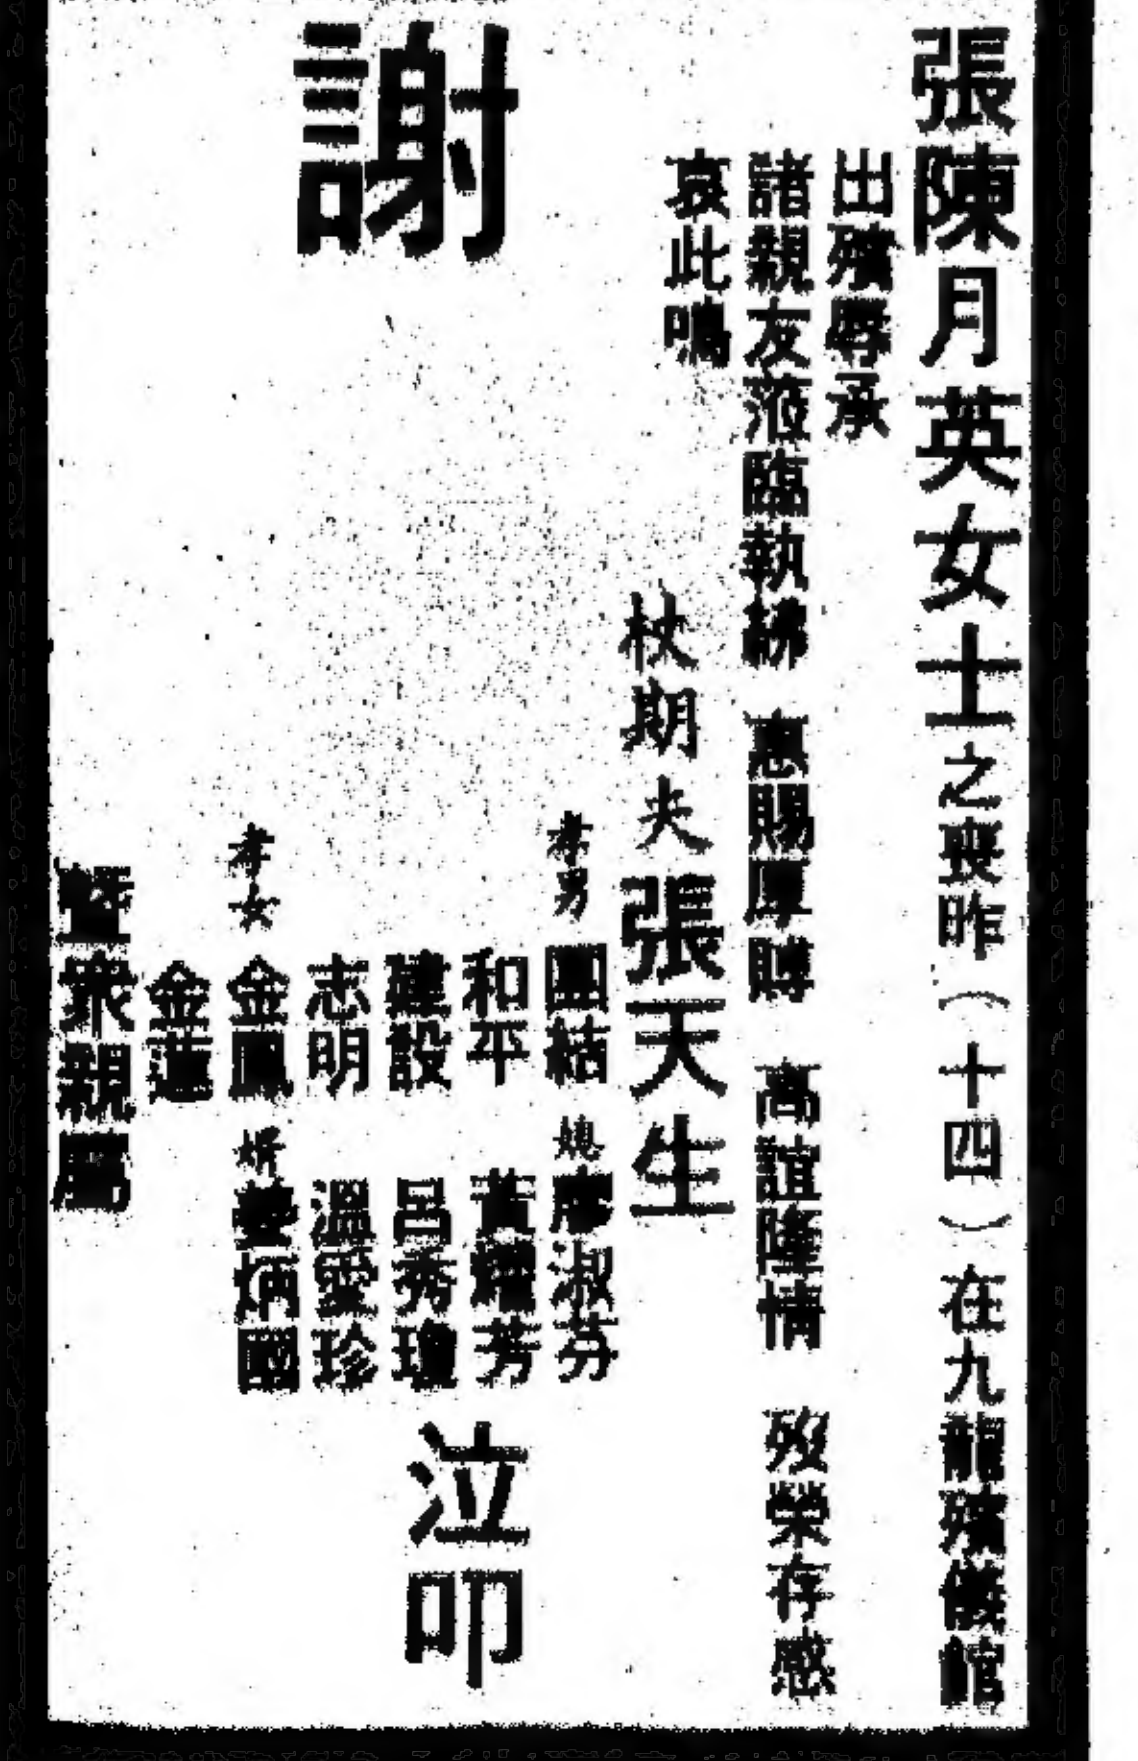 張陳月英女士之喪昨（十四）在九龍殯儀館
出殯辱承
諸親友蒞臨執紼 惠賜厚賻 高誼隆情 歿榮存感
哀此鳴
謝
杖期夫張天生
孝男 團結 媳 廖淑芬
和平 黃耀芳
建設 呂秀瓊
志明 溫愛珍
孝女 金鳳 婿 炳國
金蓮
暨眾親屬
泣叩